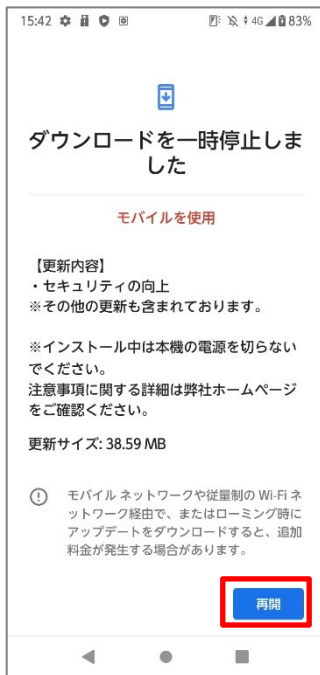 15:42 4G 83%
ダウンロードを一時停止しま
した
モバイルを使用
【更新内容】
・セキュリティの向上
※その他の更新も含まれております。
※インストール中は本機の電源を切らない
でください。
注意事項に関する詳細は弊社ホームページ
をご確認ください。
更新サイズ: 38.59 MB
モバイル ネットワークや従量制の Wi-Fi ネ
ットワーク経由で、またはローミング時に
アップデートをダウンロードすると、追加
料金が発生する場合があります。
再開